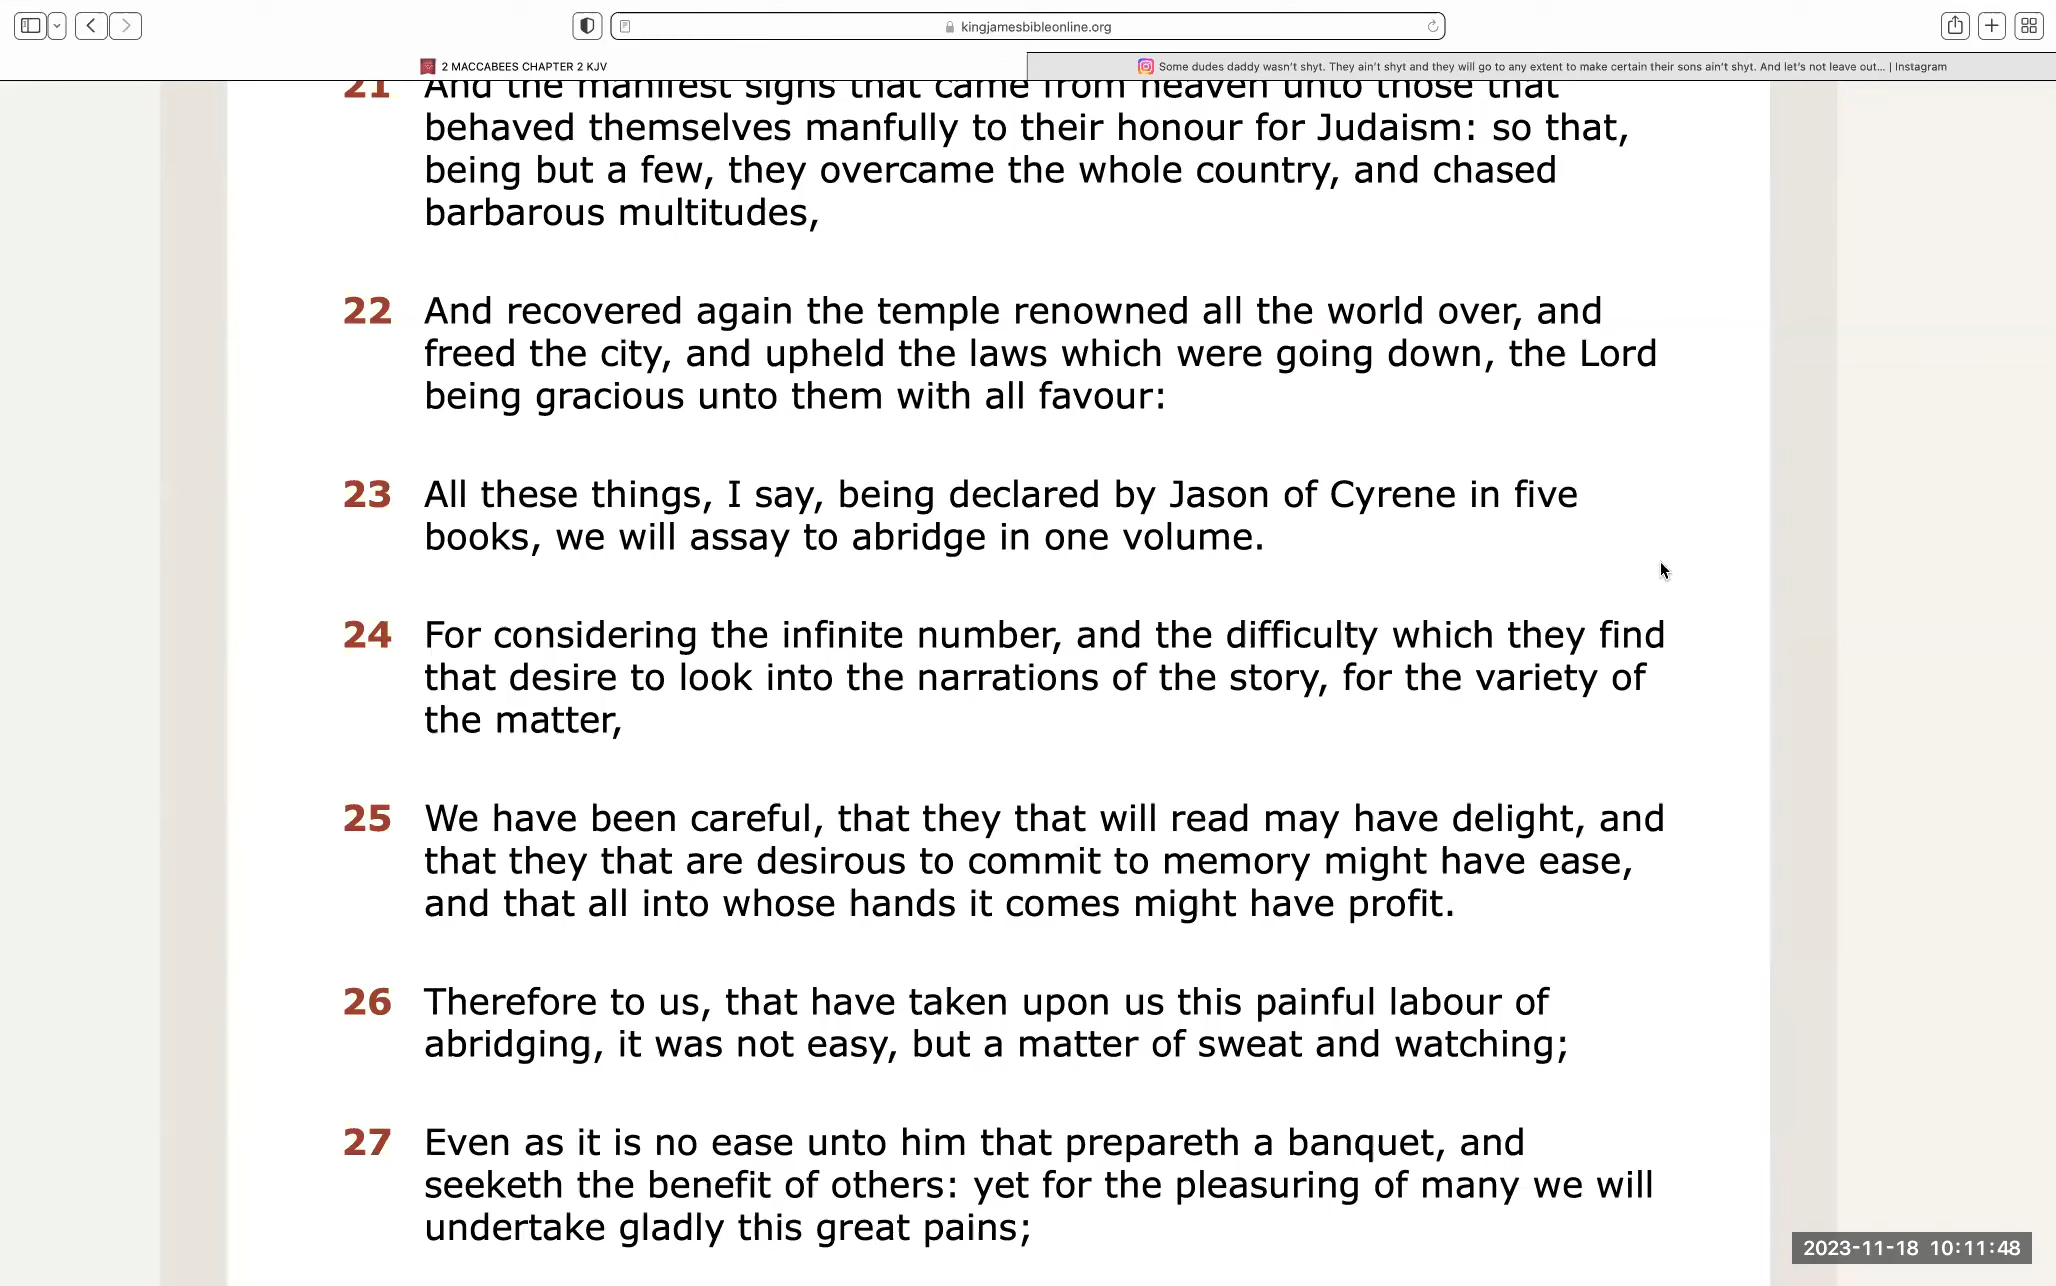 kingjamesbibleonline.org
2 MACCABEES CHAPTER 2 KJV
Some dudes daddy wasn't shyt. They ain't shyt and they will go to any extent to make certain their sons ain't shyt. And let's not leave out... | Instagram
21 And the manifest signs that came from heaven unto those that
behaved themselves manfully to their honour for Judaism: so that,
being but a few, they overcame the whole country, and chased
barbarous multitudes,
22 And recovered again the temple renowned all the world over, and
freed the city, and upheld the laws which were going down, the Lord
being gracious unto them with all favour:
23 All these things, I say, being declared by Jason of Cyrene in five
books, we will assay to abridge in one volume.
24 For considering the infinite number, and the difficulty which they find
that desire to look into the narrations of the story, for the variety of
the matter,
25 We have been careful, that they that will read may have delight, and
that they that are desirous to commit to memory might have ease,
and that all into whose hands it comes might have profit.
26 Therefore to us, that have taken upon us this painful labour of
abridging, it was not easy, but a matter of sweat and watching;
27 Even as it is no ease unto him that prepareth a banquet, and
seeketh the benefit of others: yet for the pleasuring of many we will
undertake gladly this great pains;
2023-11-18 10:11:48